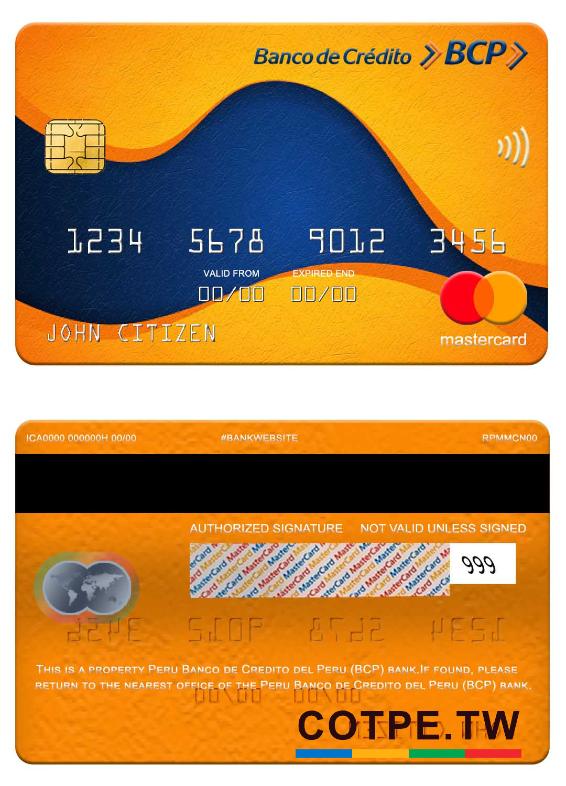 Banco de Crédito BCP
1234 5678 9012 3456
VALID FROM EXPIRED END
00/00 00/00
JOHN CITIZEN
mastercard
ICA0000 000000H 00/00 #BANKWEBSITE RPMMCN00
AUTHORIZED SIGNATURE NOT VALID UNLESS SIGNED
MasterCard MasterCard MasterCard
999
THIS IS A PROPERTY PERU BANCO DE CREDITO DEL PERU (BCP) BANK.IF FOUND, PLEASE
RETURN TO THE NEAREST OFFICE OF THE PERU BANCO DE CREDITO DEL PERU (BCP) BANK.
COTPE.TW